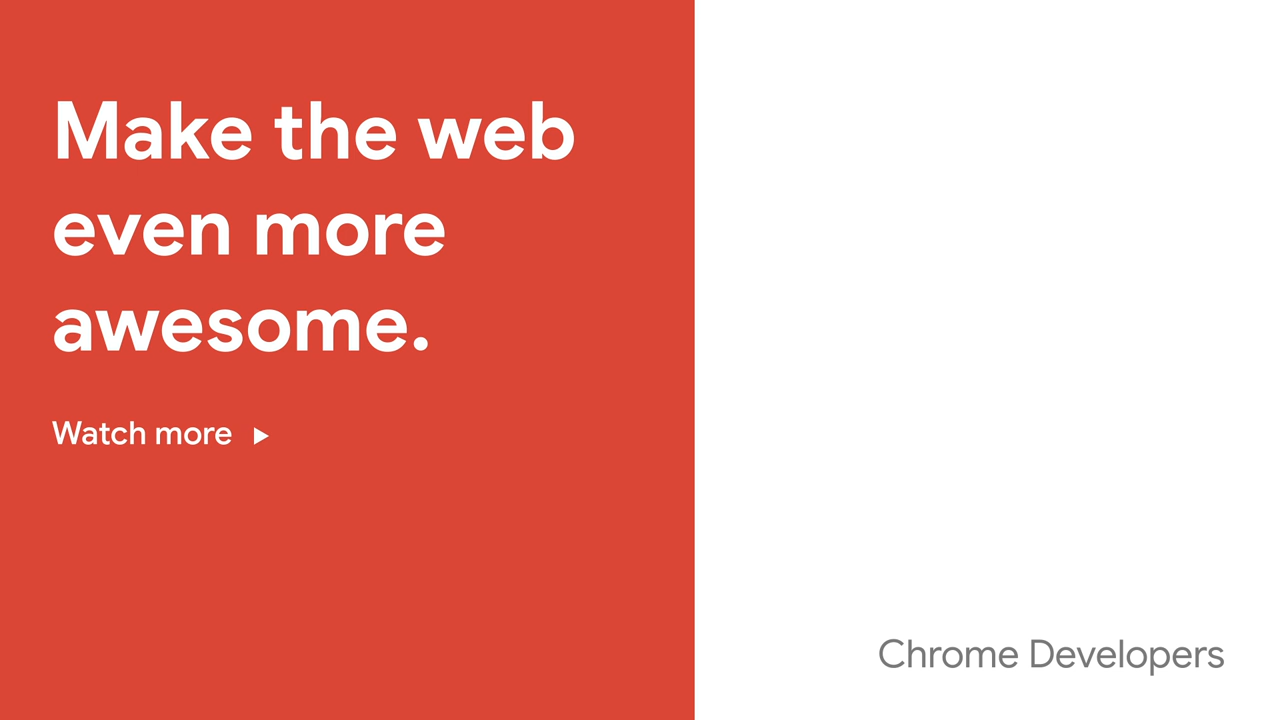 Make the web
even more
awesome.
Watch more
Chrome Developers